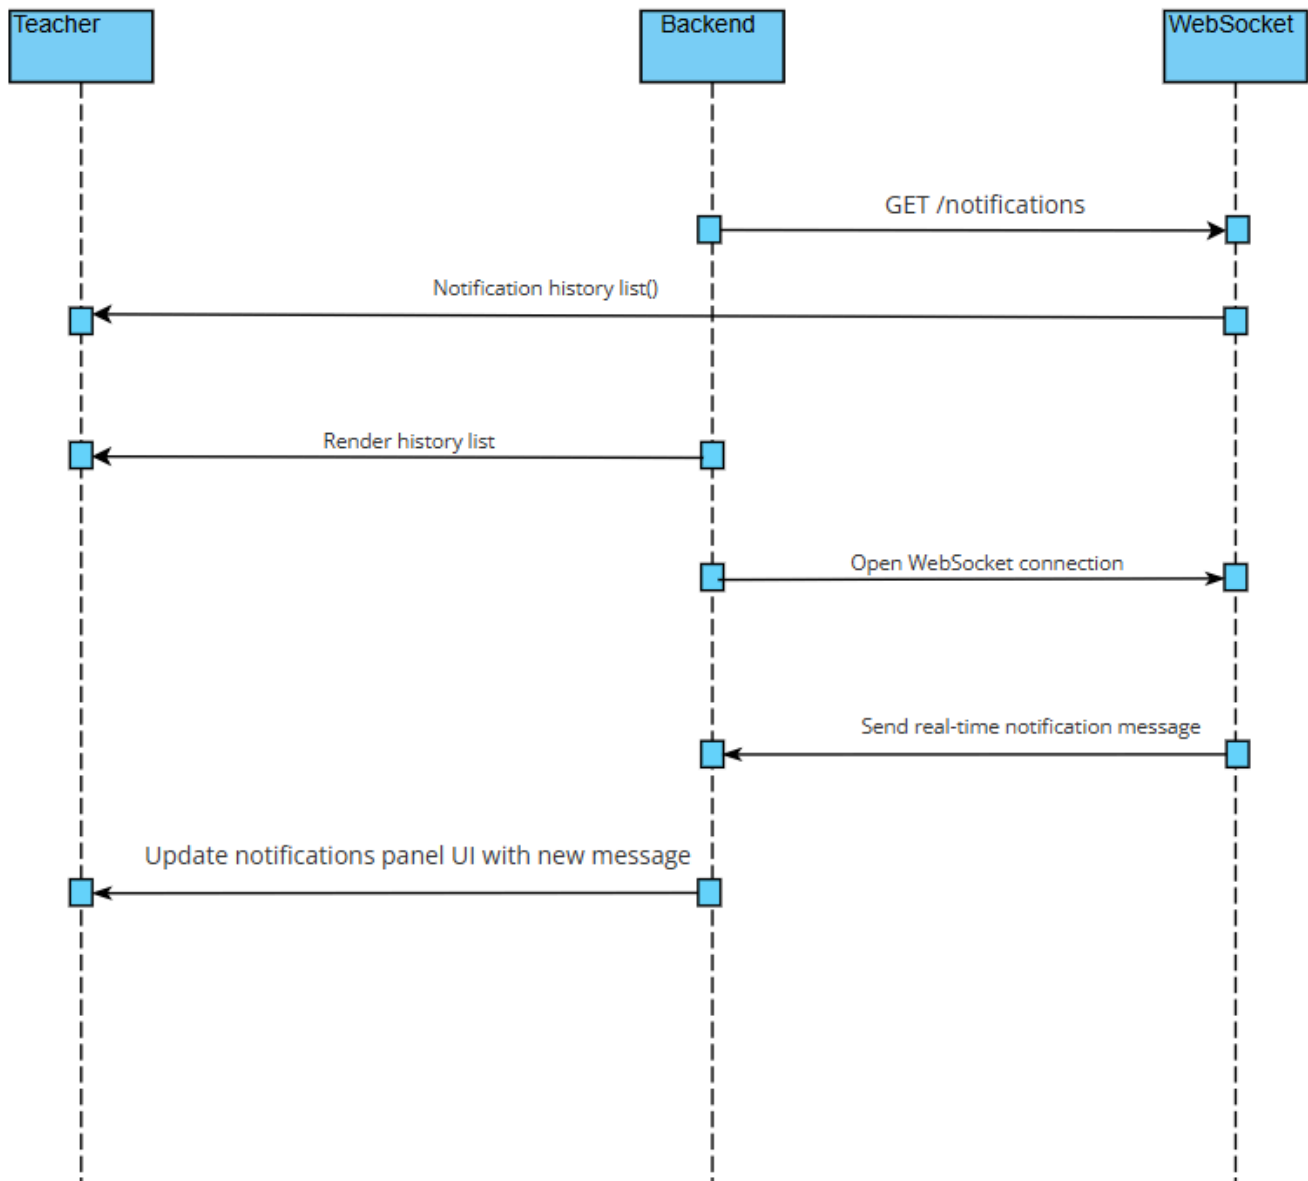 Teacher
Backend
WebSocket
GET /notifications
Notification history list()
Render history list
Open WebSocket connection
Send real-time notification message
Update notifications panel UI with new message